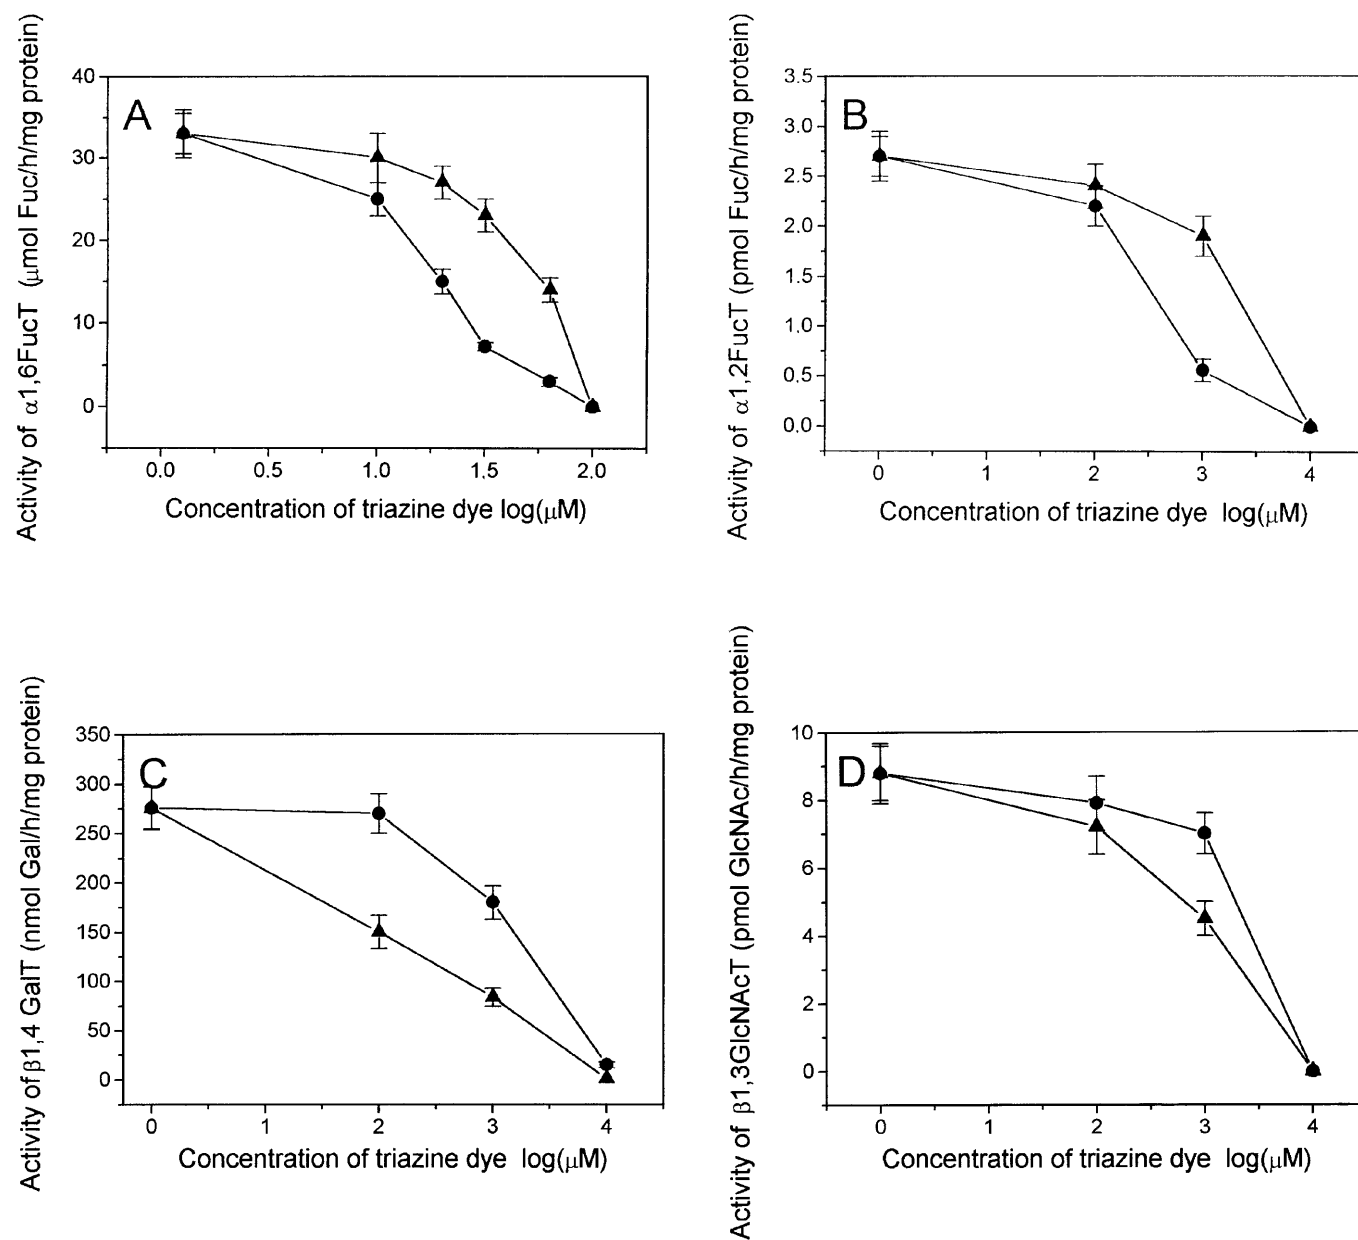 A
Activity of α1,6FucT (μmol Fuc/h/mg protein)
40
30
20
10
0
0.0 0.5 1.0 1.5 2.0
Concentration of triazine dye log(μM)
B
Activity of α1,2FucT (pmol Fuc/h/mg protein)
3.5
3.0
2.5
2.0
1.5
1.0
0.5
0.0
0 1 2 3 4
Concentration of triazine dye log(μM)
C
Activity of β1,4 GalT (nmol Gal/h/mg protein)
350
300
250
200
150
100
50
0
0 1 2 3 4
Concentration of triazine dye log(μM)
D
Activity of β1,3GlcNAcT (pmol GlcNAc/h/mg protein)
10
8
6
4
2
0
0 1 2 3 4
Concentration of triazine dye log(μM)